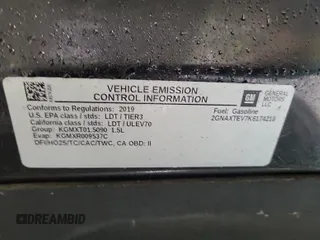 VEHICLE EMISSION
CONTROL INFORMATION
GM
GENERAL
MOTORS
LLC
Conforms to Regulations: 2019
U.S. EPA class / stds: LDT / TIER3
California class / stds: LDT / ULEV70
Group: KGMXT01.5090 1.5L
Evap: KGMXR0095
Fuel: Gasoline
DFI/HO2S/TC/CAC/TWC, CA OBD: II
DREAMBID
.COM